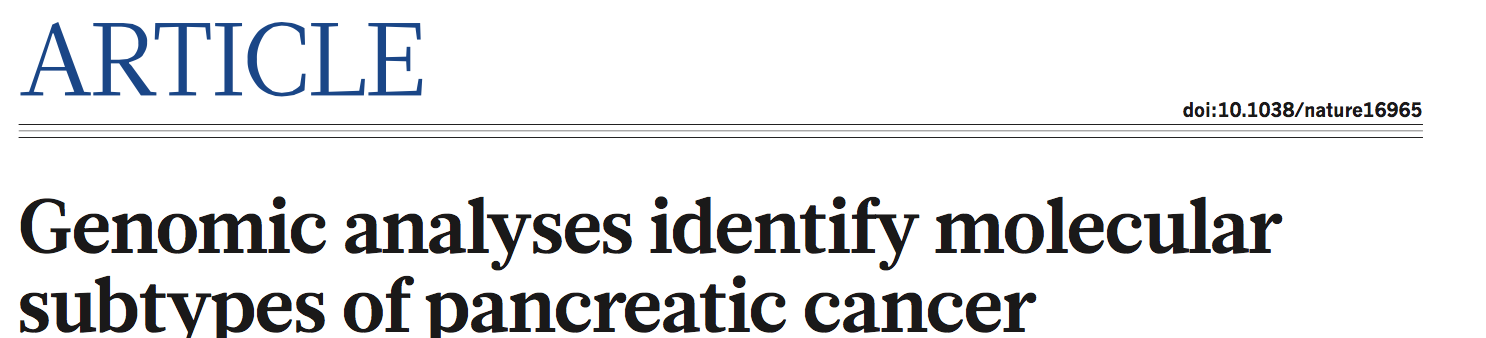 ARTICLE
doi:10.1038/nature16965
Genomic analyses identify molecular
subtypes of pancreatic cancer